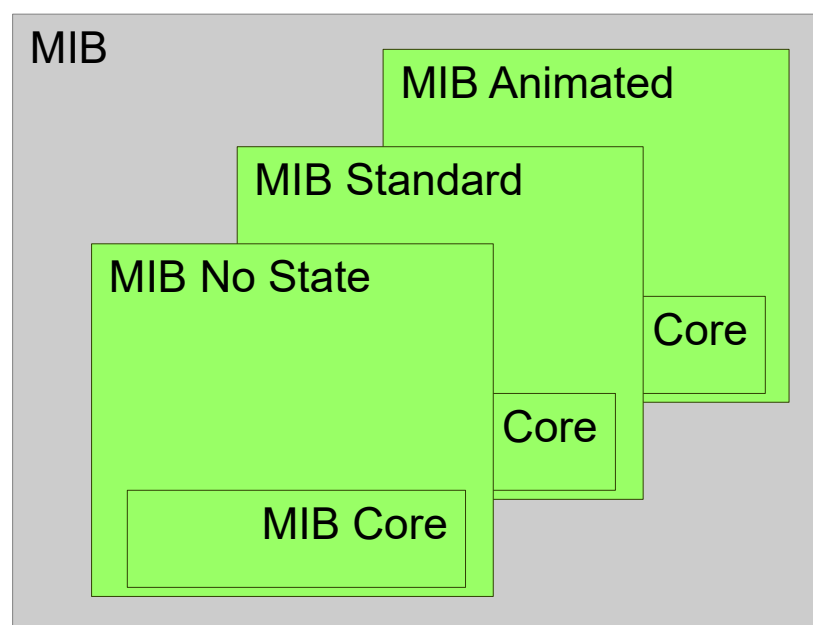 MIB
MIB Animated
MIB Standard
MIB No State
Core
Core
MIB Core